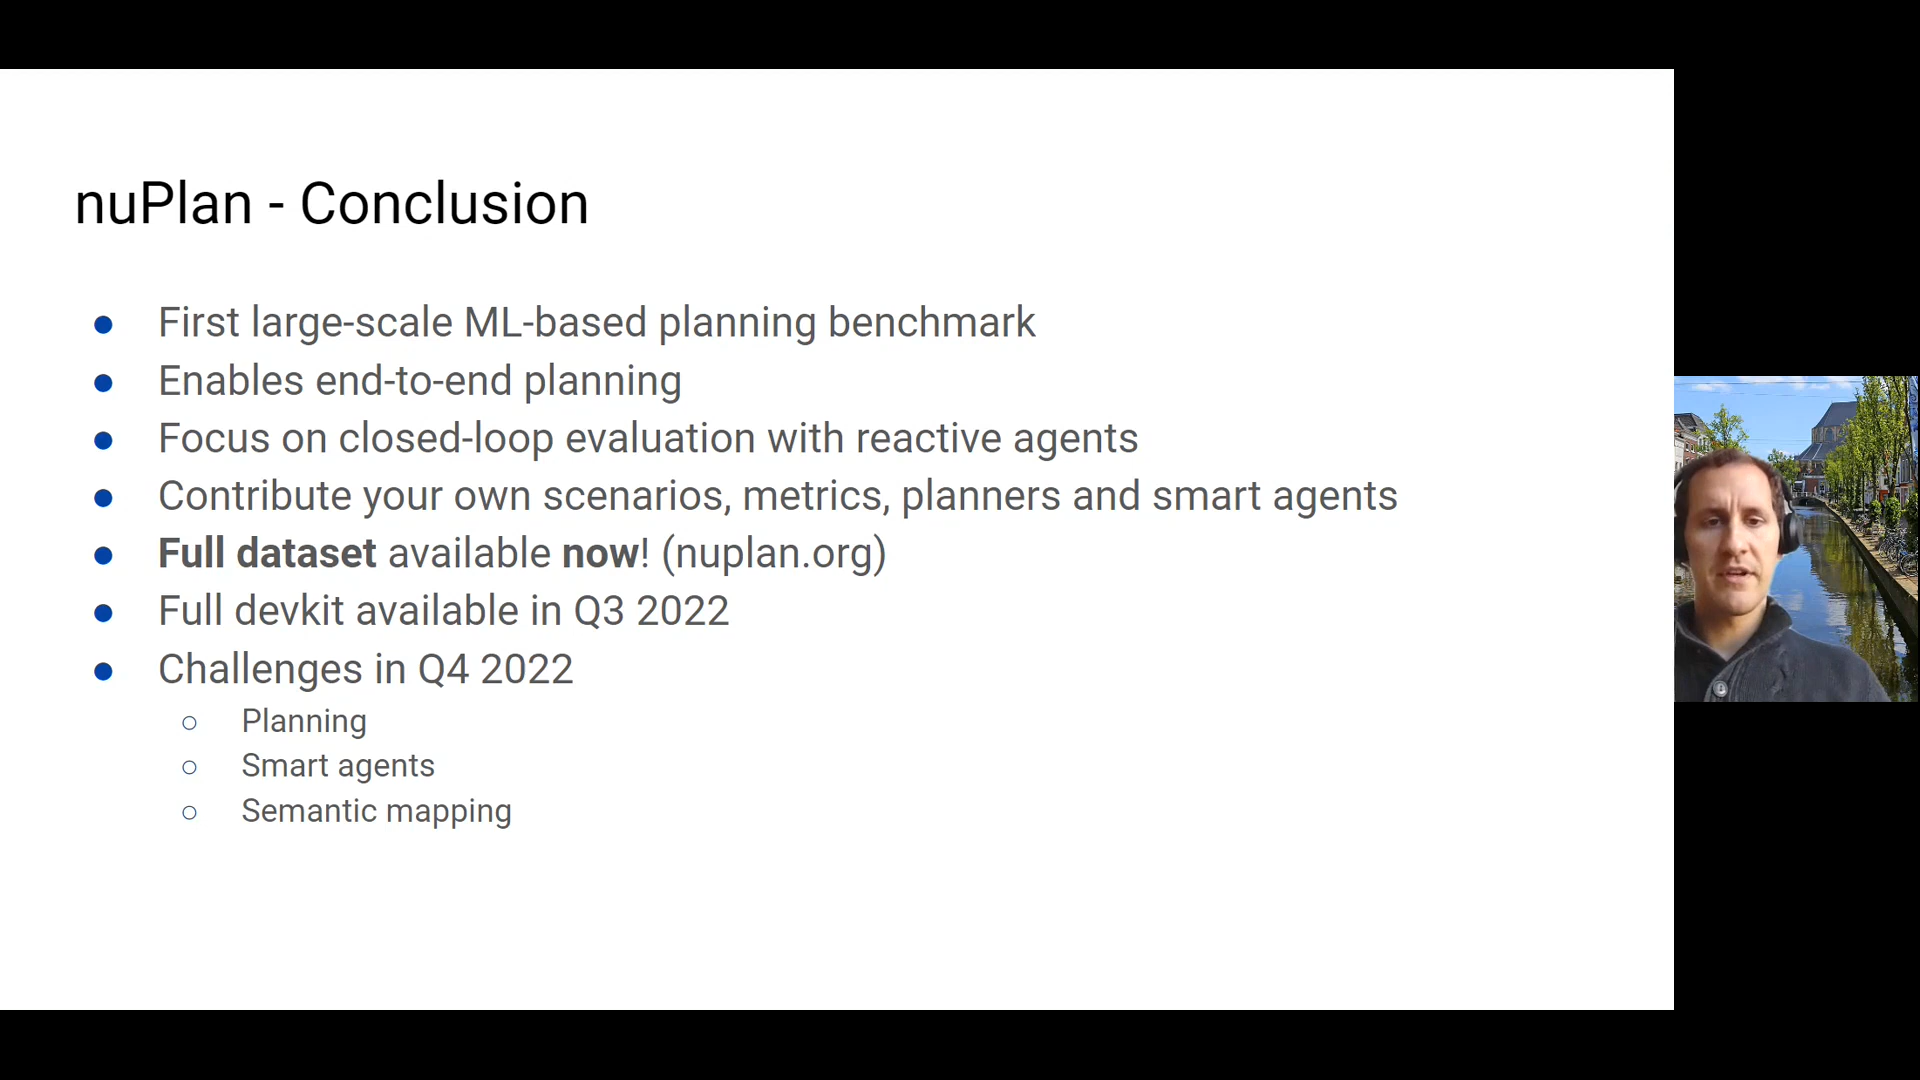 nuPlan - Conclusion
● First large-scale ML-based planning benchmark
● Enables end-to-end planning
● Focus on closed-loop evaluation with reactive agents
● Contribute your own scenarios, metrics, planners and smart agents
● Full dataset available now! (nuplan.org)
● Full devkit available in Q3 2022
● Challenges in Q4 2022
○ Planning
○ Smart agents
○ Semantic mapping